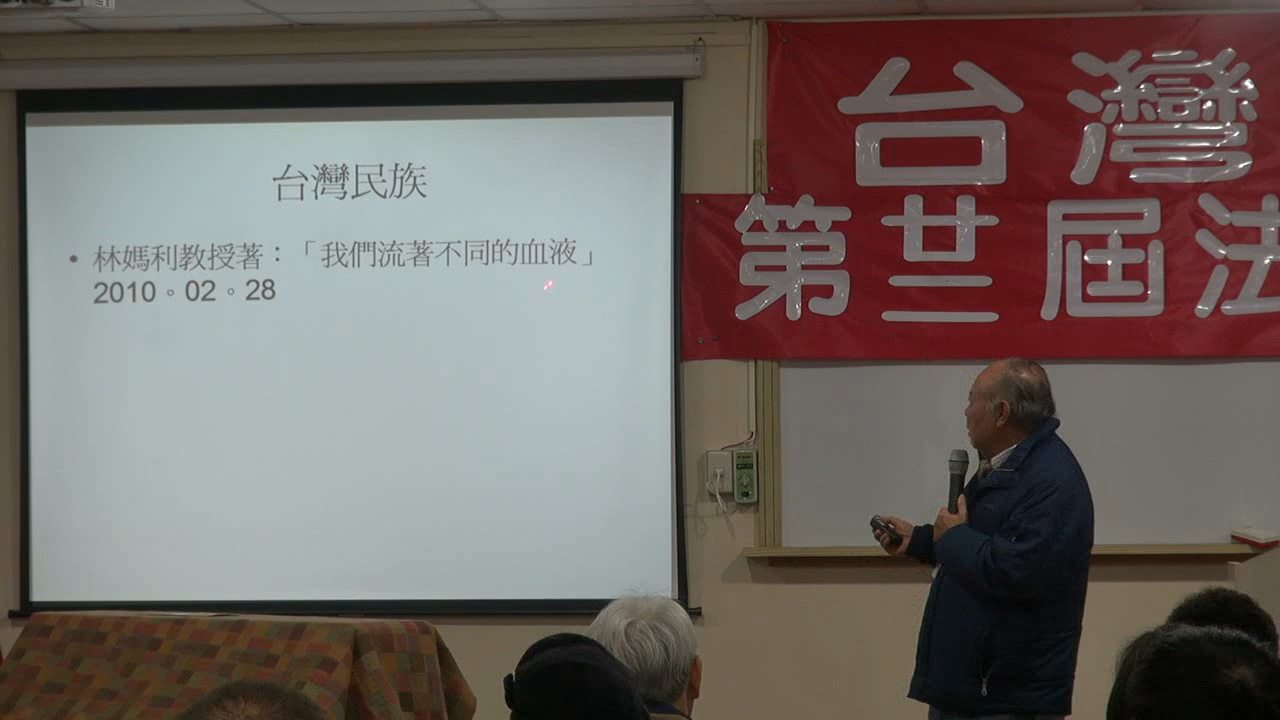 台灣民族
• 林媽利教授著：「我們流著不同的血液」
2010。02。28
台灣
第廿二屆法